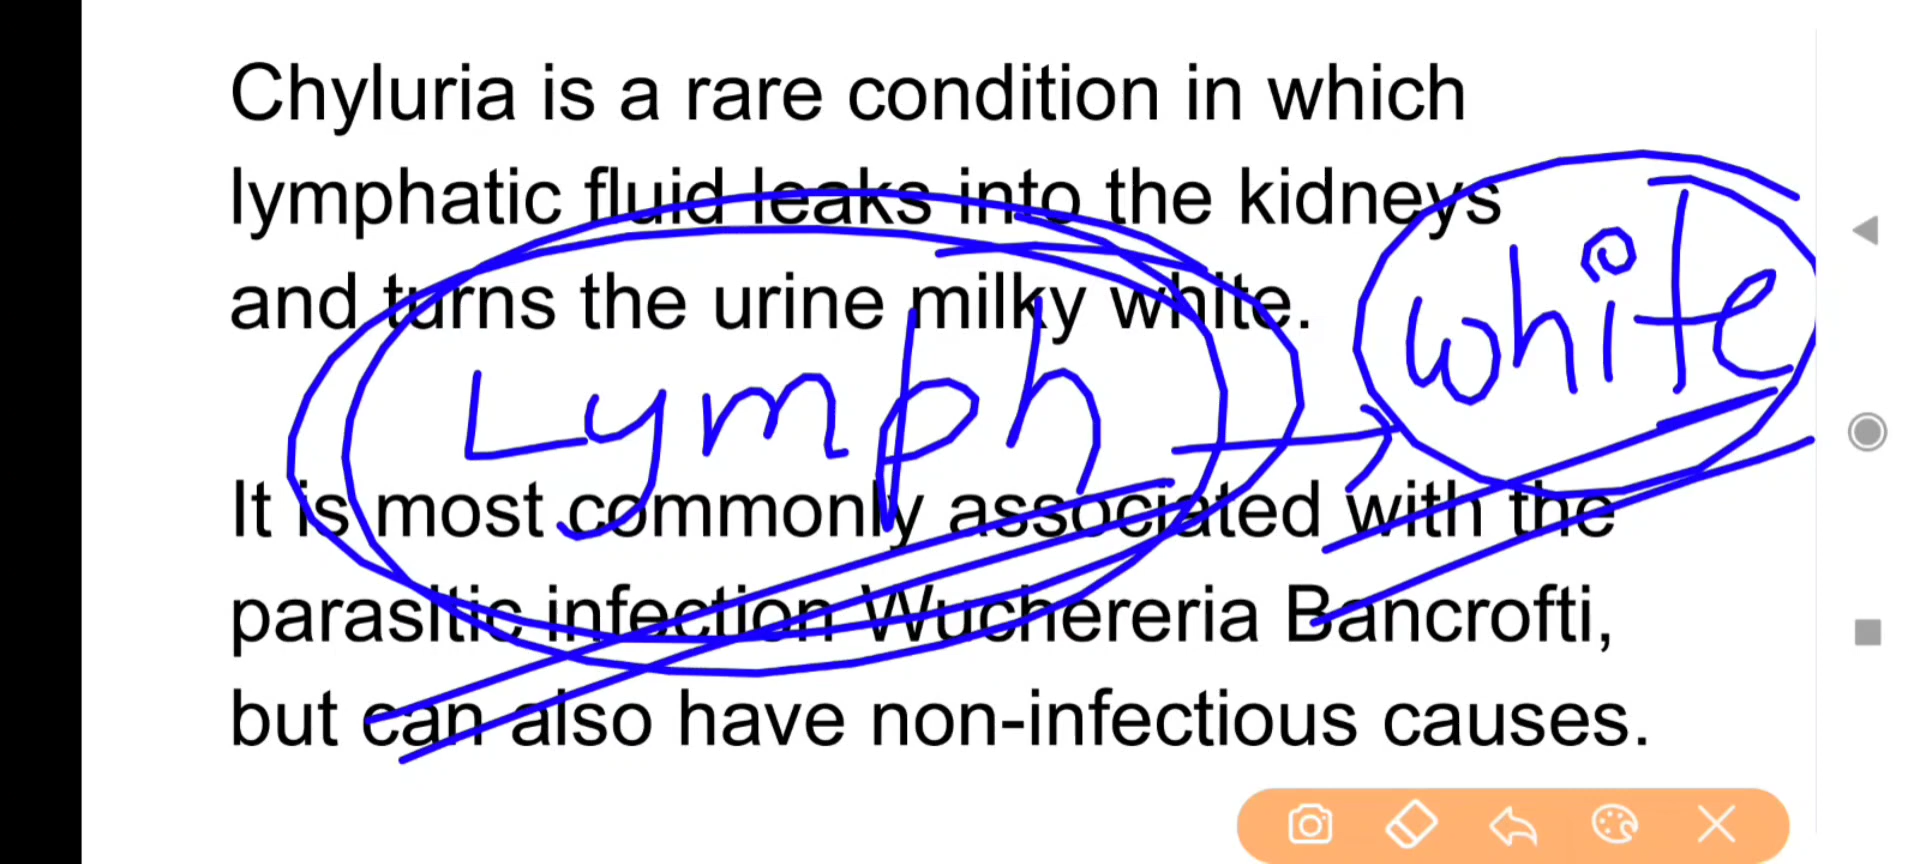 Chyluria is a rare condition in which
lymphatic fluid leaks into the kidneys
and turns the urine milky white.
white
Lymph
It is most commonly associated with the
parasitic infection Wuchereria Bancrofti,
but can also have non-infectious causes.